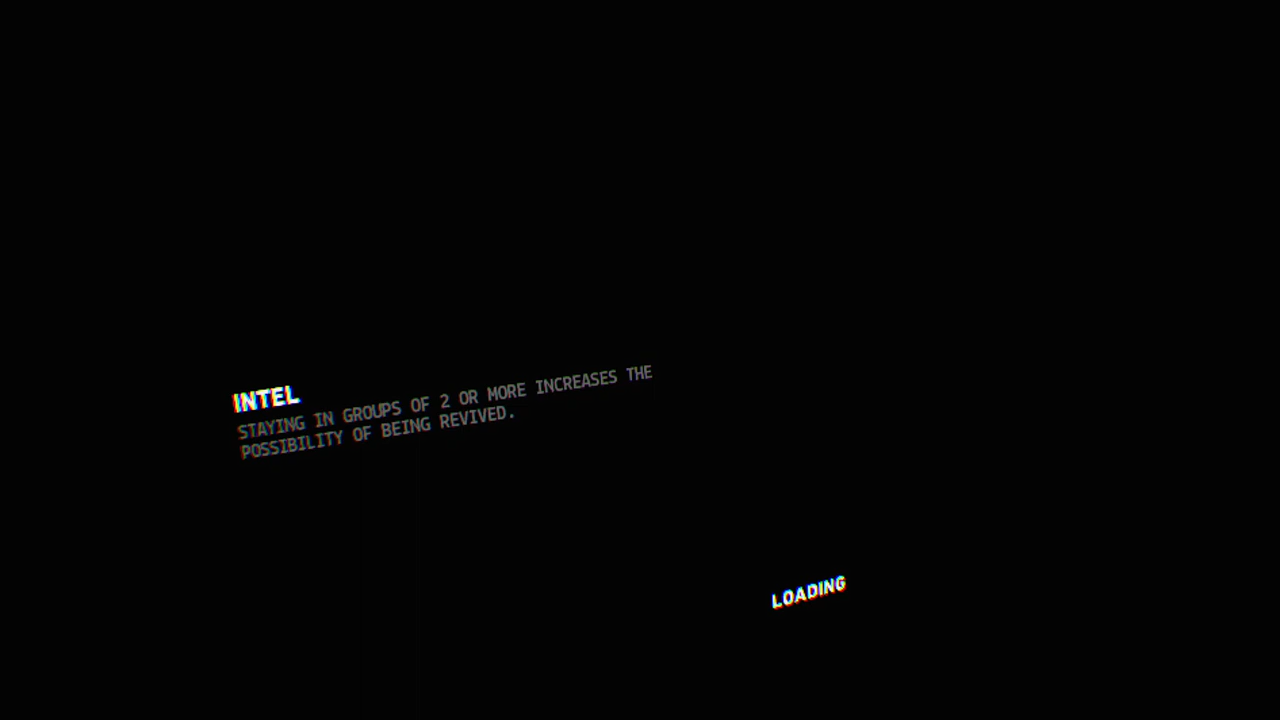 INTEL
STAYING IN GROUPS OF 2 OR MORE INCREASES THE
POSSIBILITY OF BEING REVIVED.
LOADING